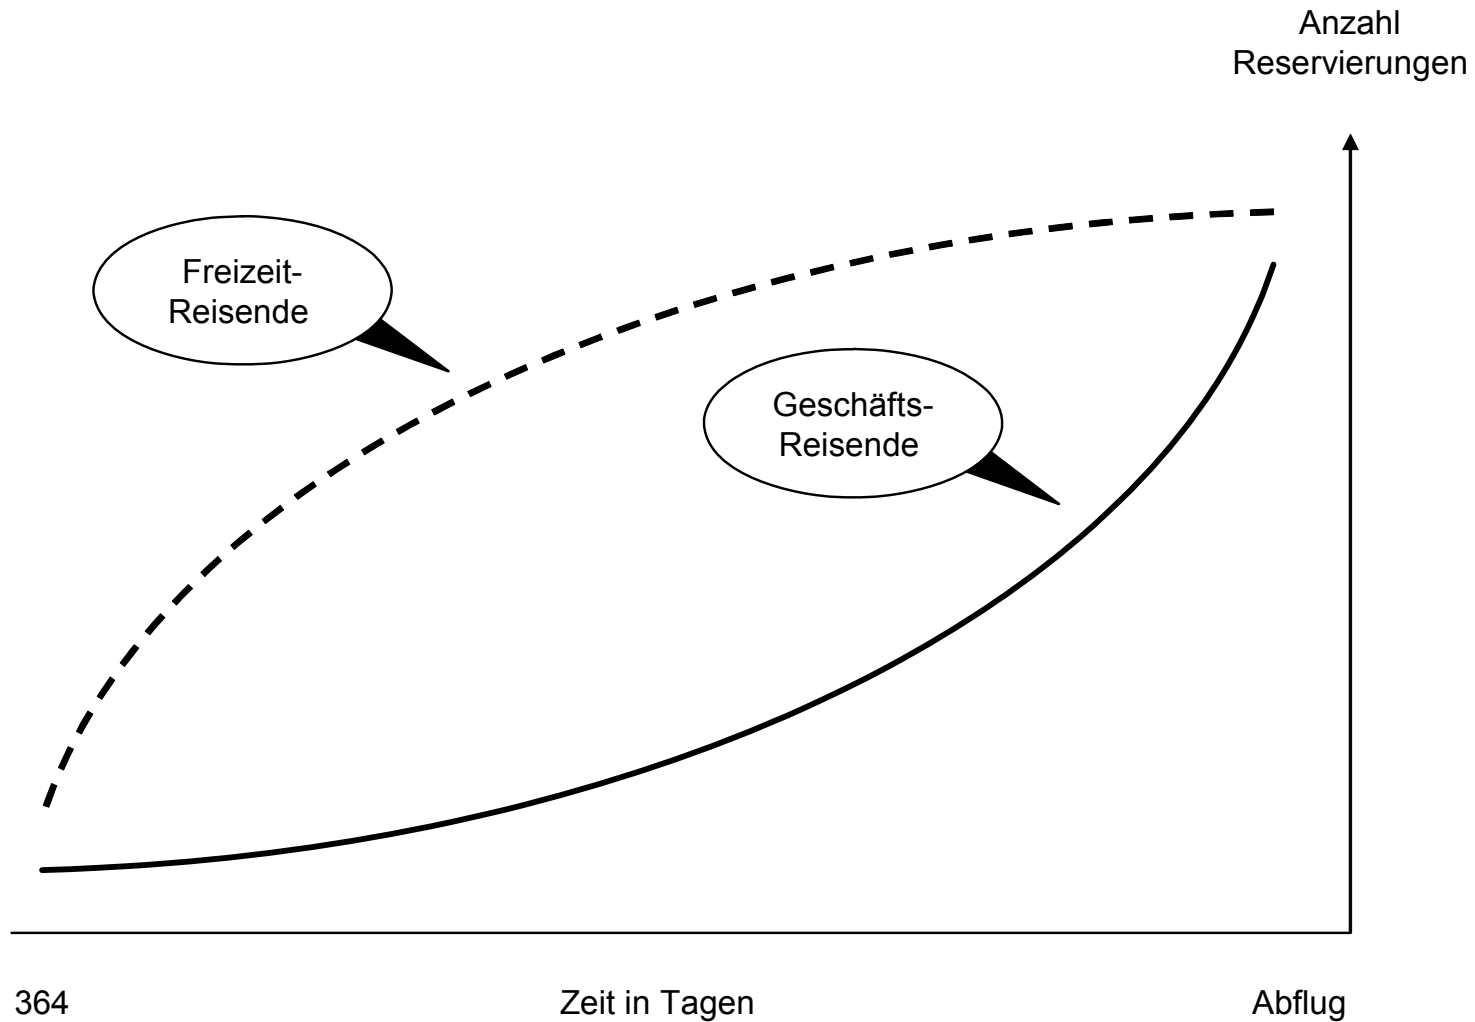 Anzahl
Reservierungen
Freizeit-
Reisende
Geschäfts-
Reisende
364
Zeit in Tagen
Abflug